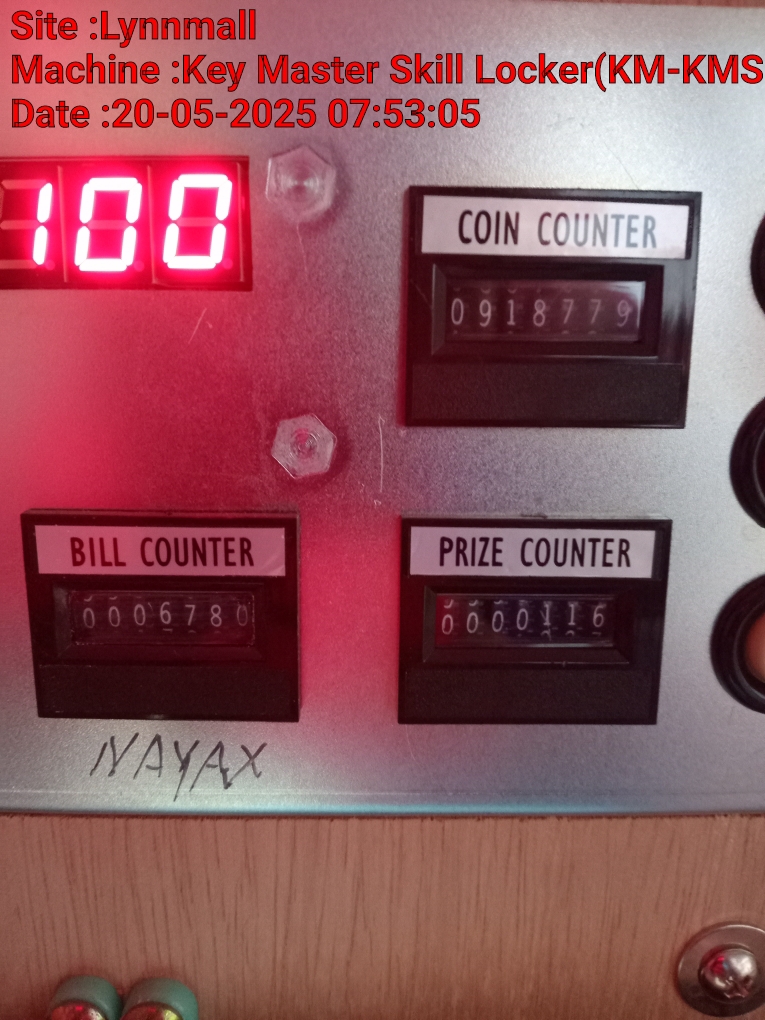 Site :Lynnmall
Machine :Key Master Skill Locker(KM-KMS
Date :20-05-2025 07:53:05
100
COIN COUNTER
0918779
BILL COUNTER
0006780
PRIZE COUNTER
0000116
NAYAX